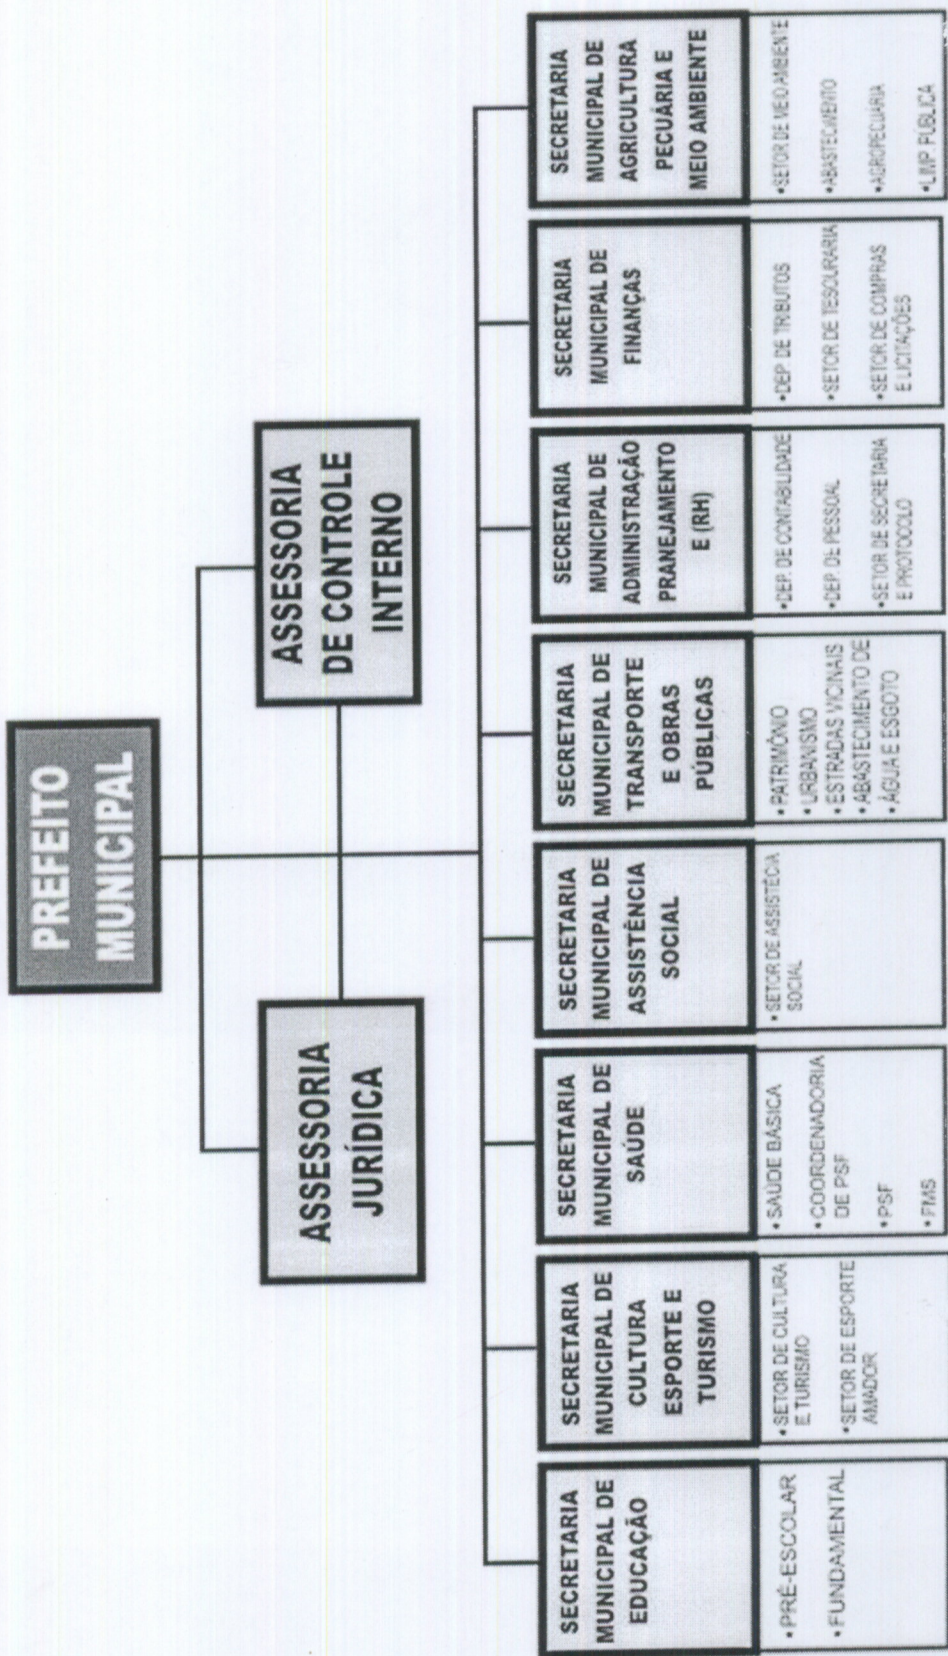 PREFEITO
MUNICIPAL
ASSESSORIA
JURÍDICA
ASSESSORIA
DE CONTROLE
INTERNO
SECRETARIA
MUNICIPAL DE
EDUCAÇÃO
• PRÉ-ESCOLAR
• FUNDAMENTAL
SECRETARIA
MUNICIPAL DE
CULTURA
ESPORTE E
TURISMO
• SETOR DE CULTURA
E TURISMO
• SETOR DE ESPORTE
AMADOR
SECRETARIA
MUNICIPAL DE
SAÚDE
• SAÚDE BÁSICA
• COORDENADORIA
DE PSF
• PSF
• FMS
SECRETARIA
MUNICIPAL DE
ASSISTÊNCIA
SOCIAL
• SETOR DE ASSISTÊCIA
SOCIAL
SECRETARIA
MUNICIPAL DE
TRANSPORTE
E OBRAS
PÚBLICAS
• PATRIMÔNIO
• URBANISMO
• ESTRADAS VICINAIS
• ABASTECIMENTO DE
• ÁGUA E ESGOTO
SECRETARIA
MUNICIPAL DE
ADMINISTRAÇÃO
PRANEJAMENTO
E (RH)
• DEP. DE CONTABILIDADE
• DEP. DE PESSOAL
• SETOR DE SECRETARIA
E PROTOCOLO
SECRETARIA
MUNICIPAL DE
FINANÇAS
• DEP DE TRIBUTOS
• SETOR DE TESOURARIA
• SETOR DE COMPRAS
E LICITAÇÕES
SECRETARIA
MUNICIPAL DE
AGRICULTURA
PECUÁRIA E
MEIO AMBIENTE
• SETOR DE MEIO AMBIENTE
• ABASTECIMENTO
• AGROPECUÁRIA
• LIMP. PÚBLICA